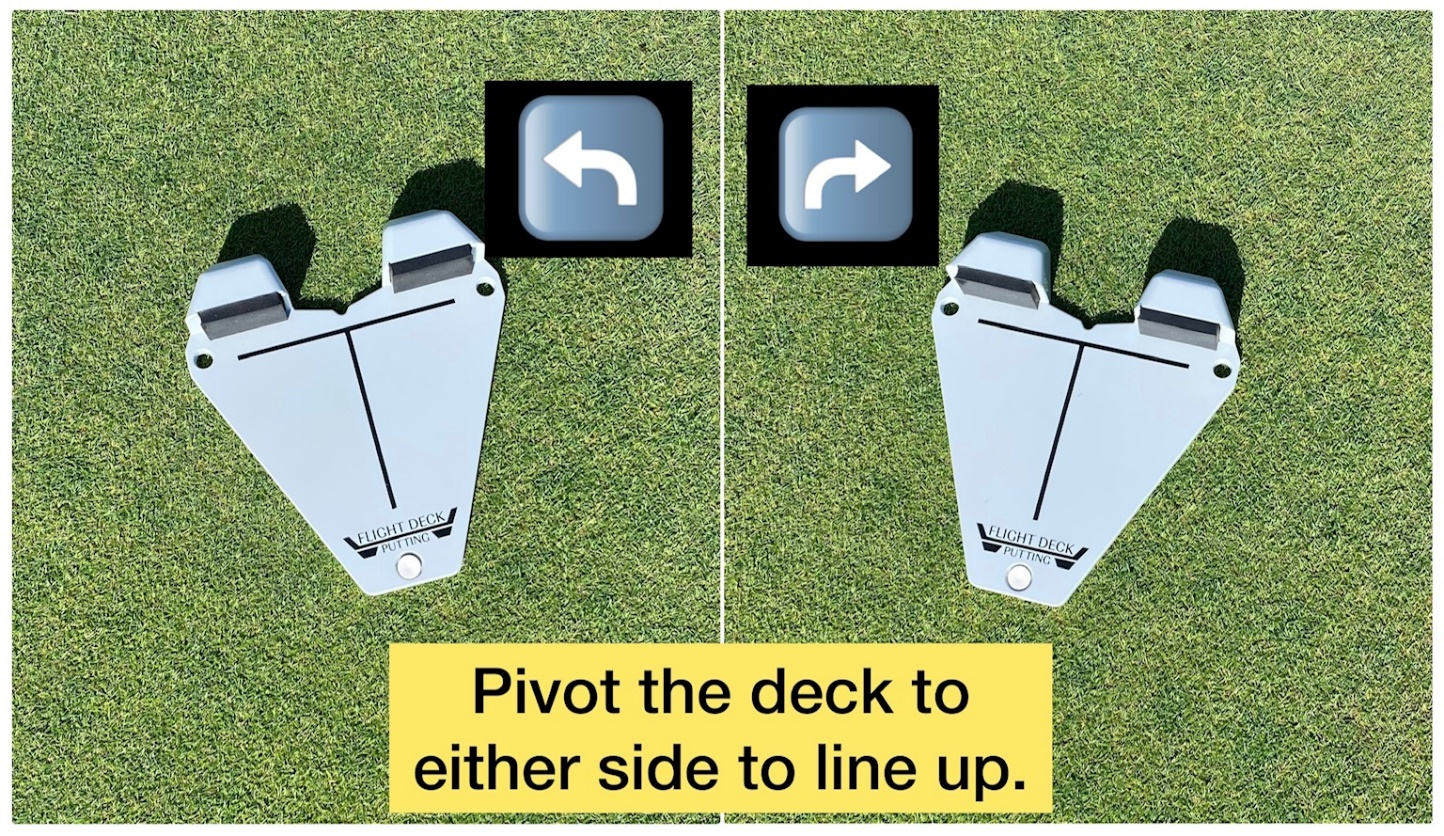 FLIGHT DECK
PUTTING
FLIGHT DECK
PUTTING
Pivot the deck to
either side to line up.